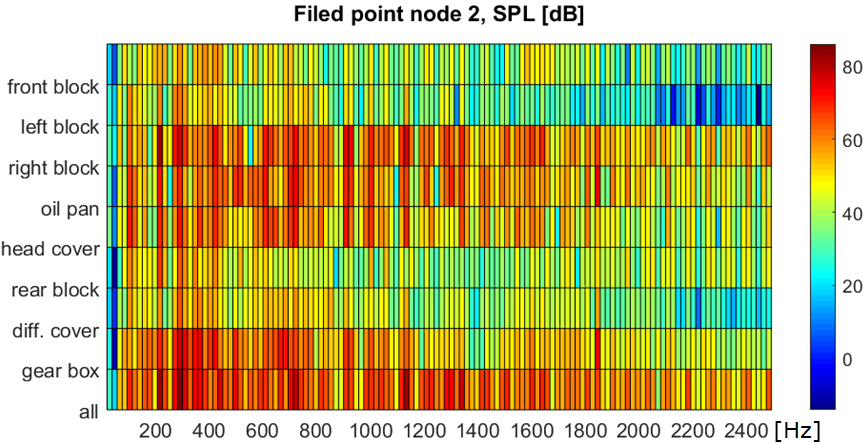 Filed point node 2, SPL [dB]
front block
left block
right block
oil pan
head cover
rear block
diff. cover
gear box
all
200 400 600 800 1000 1200 1400 1600 1800 2000 2200 2400 [Hz]
80
60
40
20
0